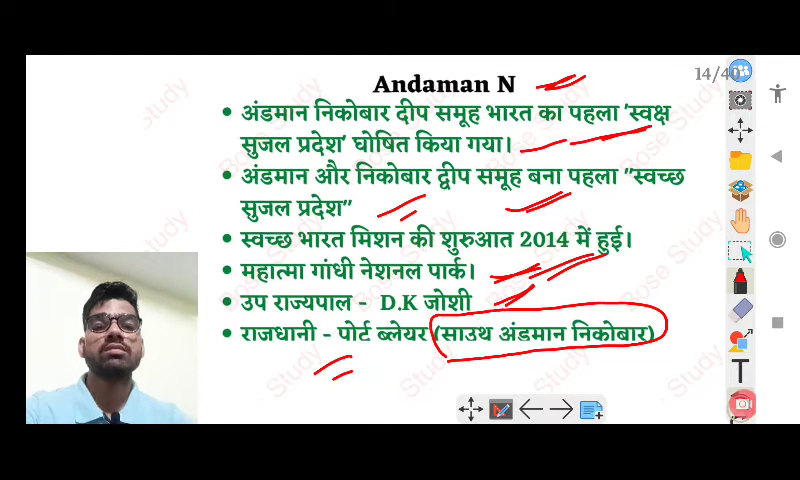 Andaman N
14/40
• अंडमान निकोबार दीप समूह भारत का पहला 'स्वक्ष
सुजल प्रदेश' घोषित किया गया।
• अंडमान और निकोबार द्वीप समूह बना पहला "स्वच्छ
सुजल प्रदेश"
• स्वच्छ भारत मिशन की शुरुआत 2014 में हुई।
• महात्मा गांधी नेशनल पार्क।
• उप राज्यपाल - D.K जोशी
• राजधानी - पोर्ट ब्लेयर (साउथ अंडमान निकोबार)
T